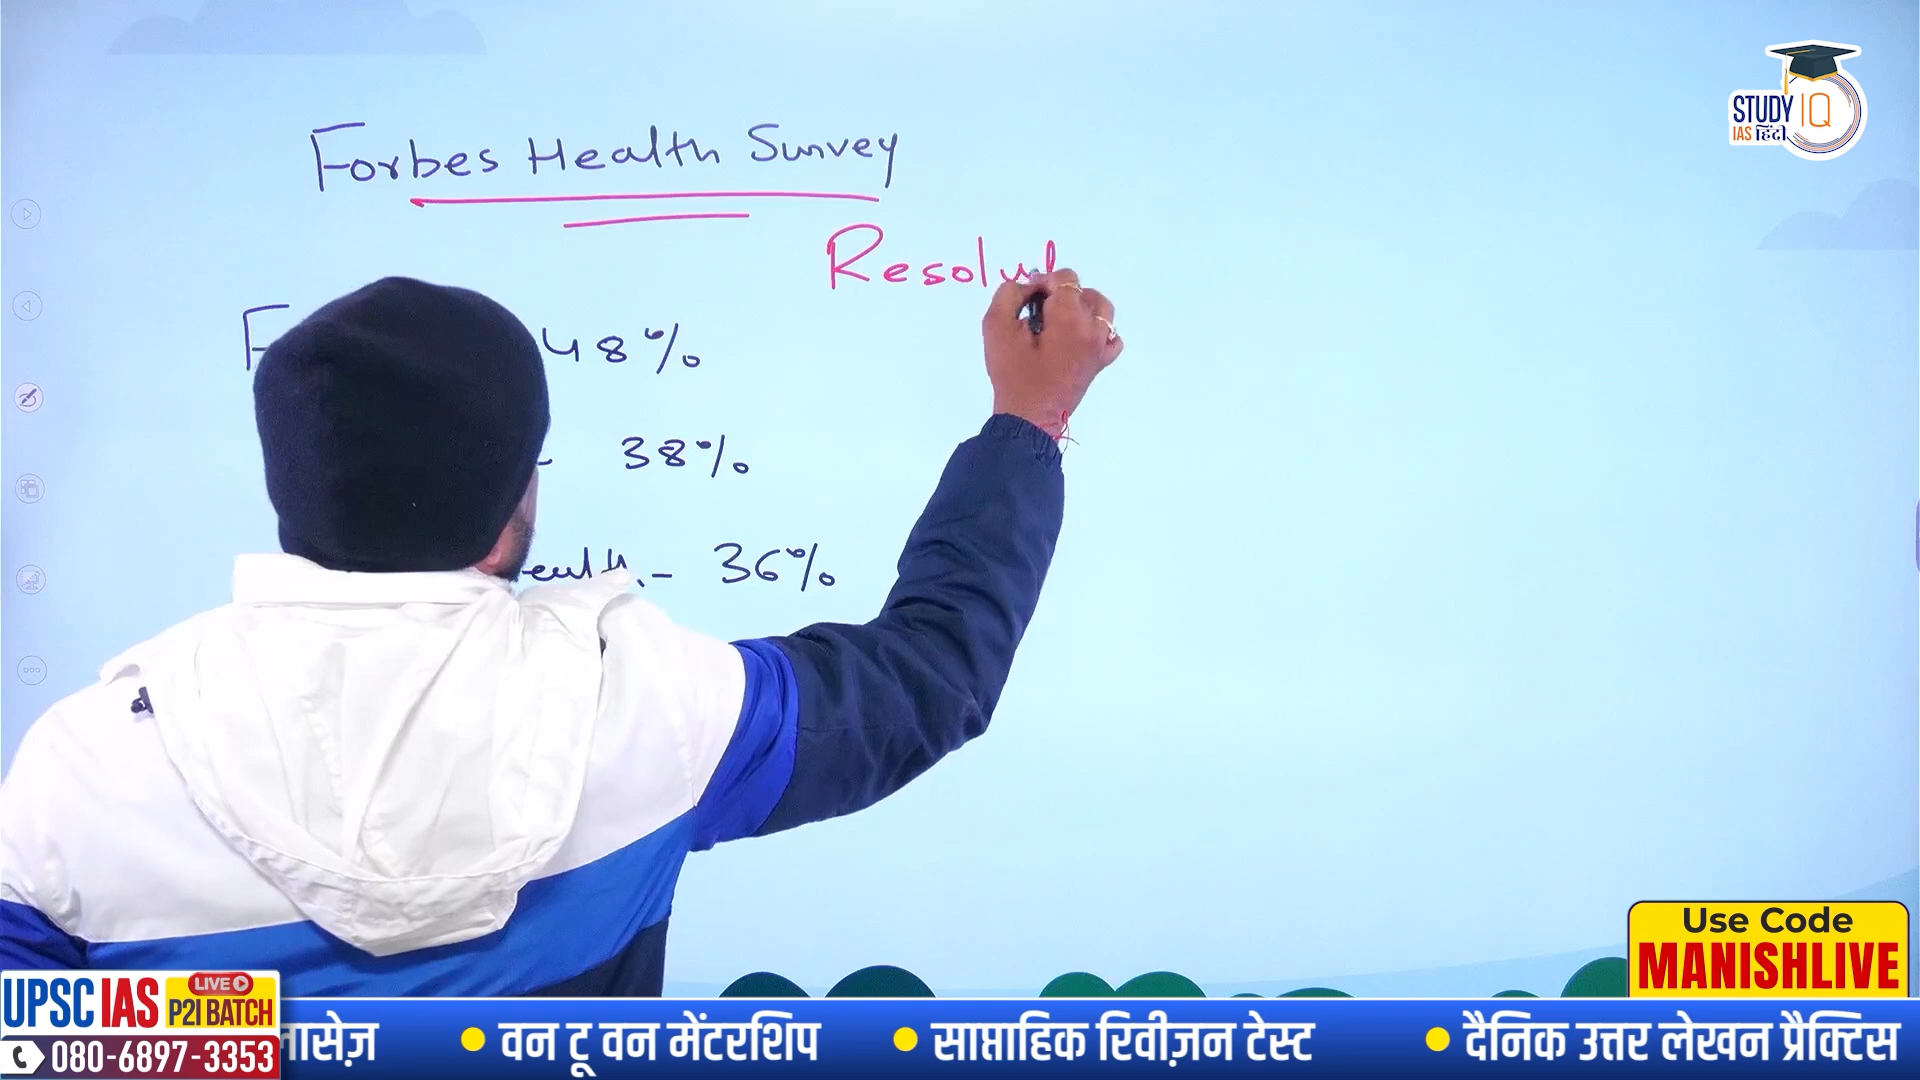 STUDY IQ
IAS हिंदी
Forbes Health Survey
48%
- 38%
- 36%
Use Code
MANISHLIVE
UPSC IAS
LIVE
P2I BATCH
080-6897-3353
वन टू वन मेंटरशिप
साप्ताहिक रिवीज़न टेस्ट
दैनिक उत्तर लेखन प्रैक्टिस